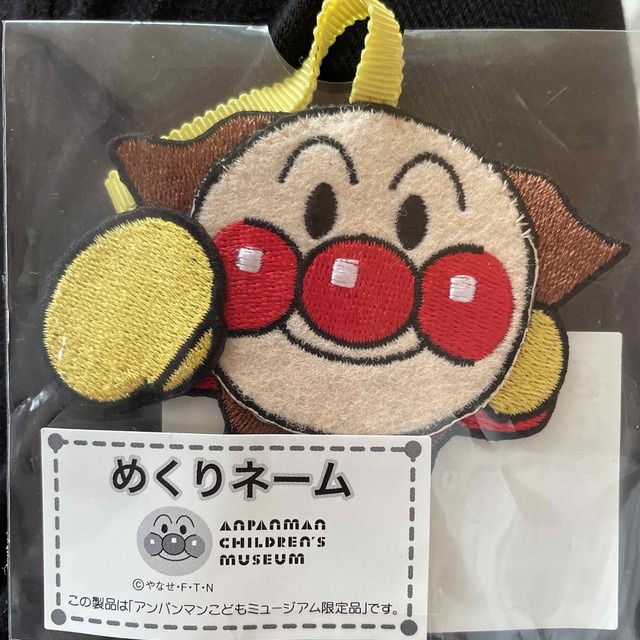 めくりネーム
ANPANMAN
CHILDREN'S
MUSEUM
©やなせ・F・T・N
この製品は「アンパンマンこどもミュージアム限定品」です。